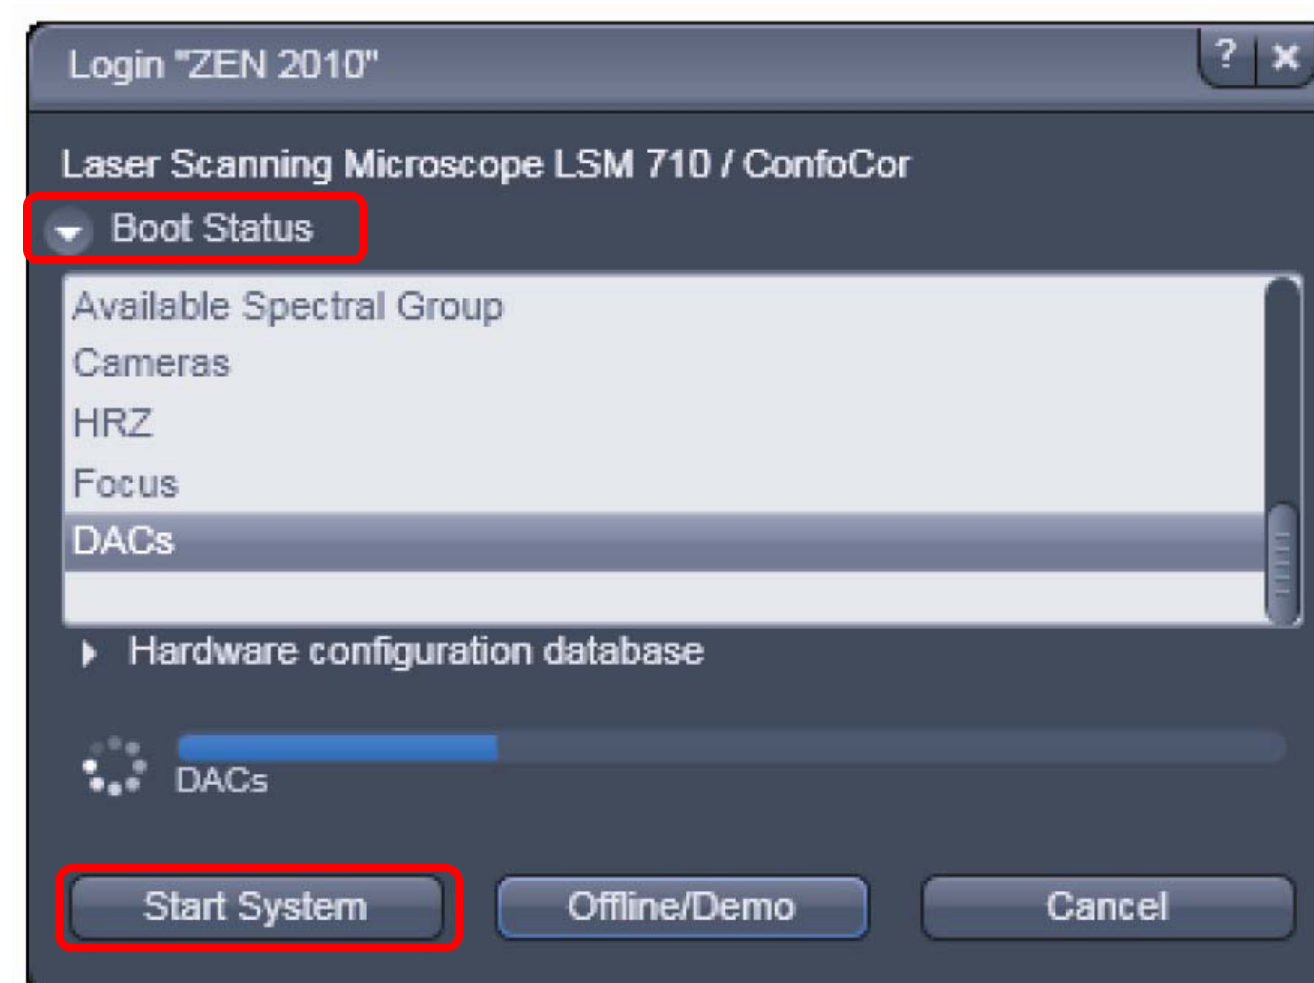 Login "ZEN 2010"
? x
Laser Scanning Microscope LSM 710 / ConfoCor
Boot Status
Available Spectral Group
Cameras
HRZ
Focus
DACs
Hardware configuration database
DACs
Start System Offline/Demo Cancel